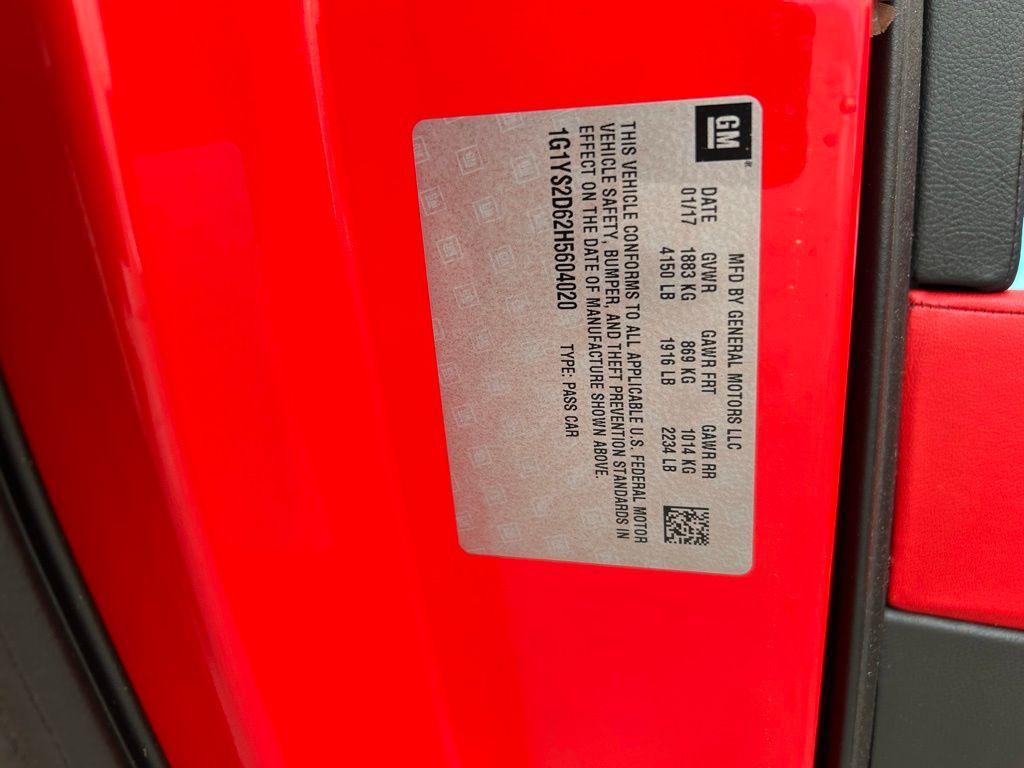 GM ®
MFD BY GENERAL MOTORS LLC
DATE GVWR GAWR FRT GAWR RR
01/17 1883 KG 869 KG 1014 KG
4150 LB 1916 LB 2234 LB
THIS VEHICLE CONFORMS TO ALL APPLICABLE U.S. FEDERAL MOTOR
VEHICLE SAFETY, BUMPER, AND THEFT PREVENTION STANDARDS IN
EFFECT ON THE DATE OF MANUFACTURE SHOWN ABOVE.
1G1YS2D62H5604020 TYPE: PASS CAR